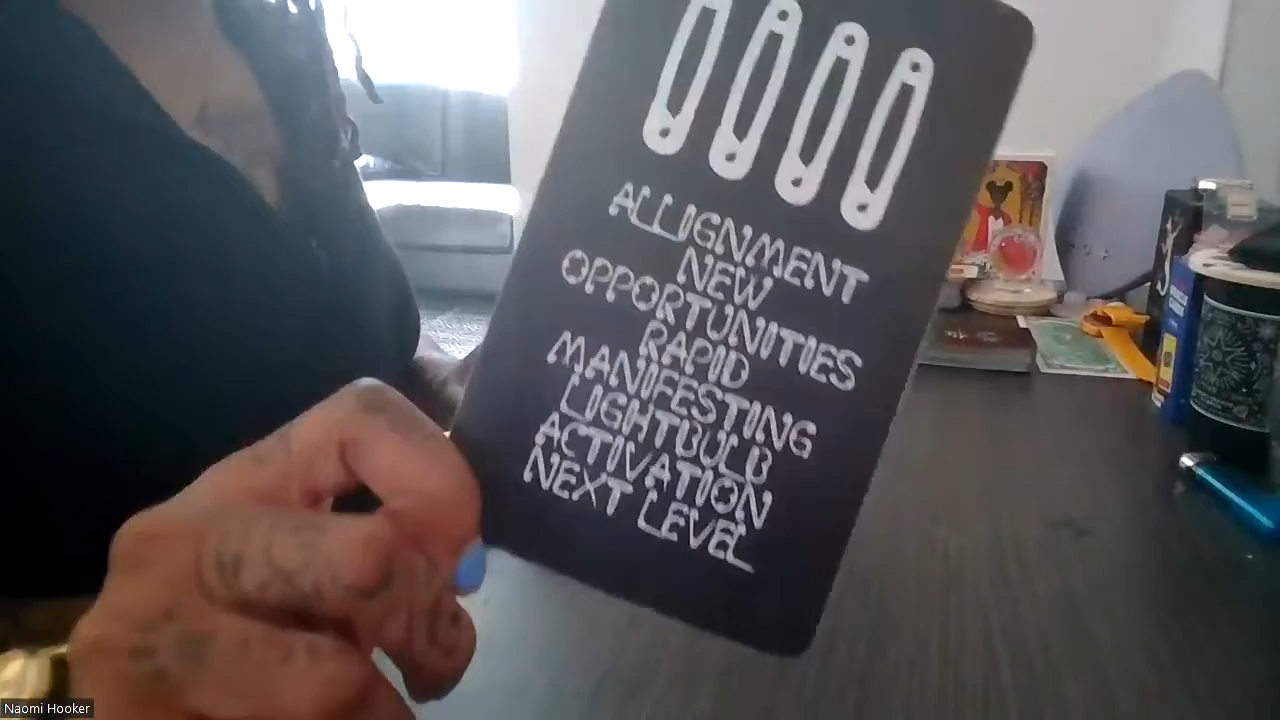 ALLIGNMENT
NEW
OPPORTUNITIES
RAPID
MANIFESTING
LIGHTBULB
ACTIVATION
NEXT LEVEL
Naomi Hooker